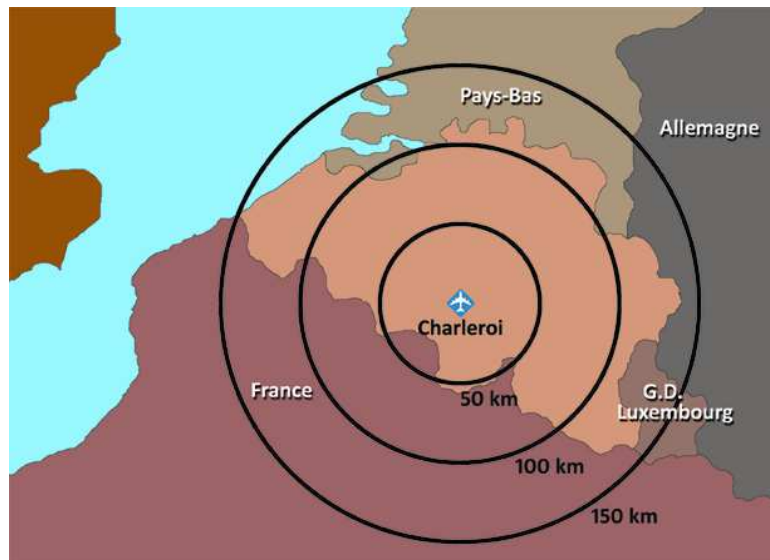 Pays-Bas
Allemagne
Charleroi
France
G.D.
Luxembourg
50 km
100 km
150 km